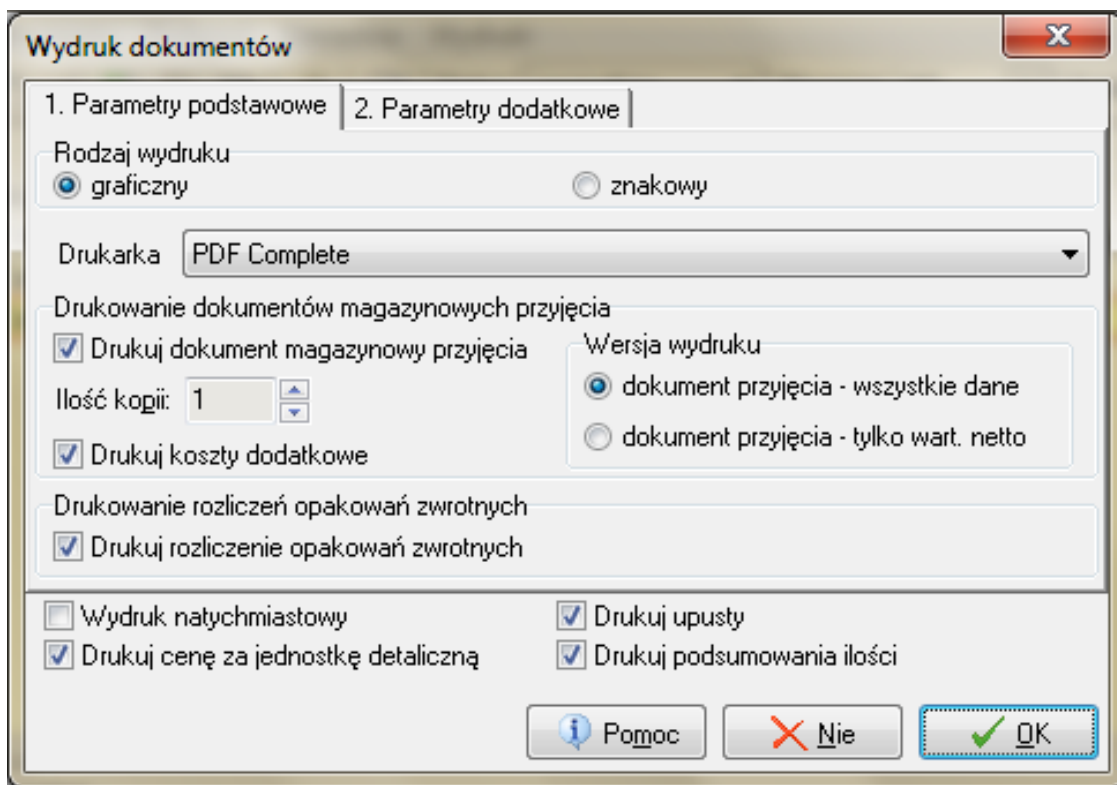 Wydruk dokumentów
1. Parametry podstawowe
2. Parametry dodatkowe
Rodzaj wydruku
graficzny
znakowy
Drukarka PDF Complete
Drukowanie dokumentów magazynowych przyjęcia
Drukuj dokument magazynowy przyjęcia
Ilość kopii: 1
Drukuj koszty dodatkowe
Wersja wydruku
dokument przyjęcia - wszystkie dane
dokument przyjęcia - tylko wart. netto
Drukowanie rozliczeń opakowań zwrotnych
Drukuj rozliczenie opakowań zwrotnych
Wydruk natychmiastowy
Drukuj upusty
Drukuj cenę za jednostkę detaliczną
Drukuj podsumowania ilości
Pomoc
Nie
OK